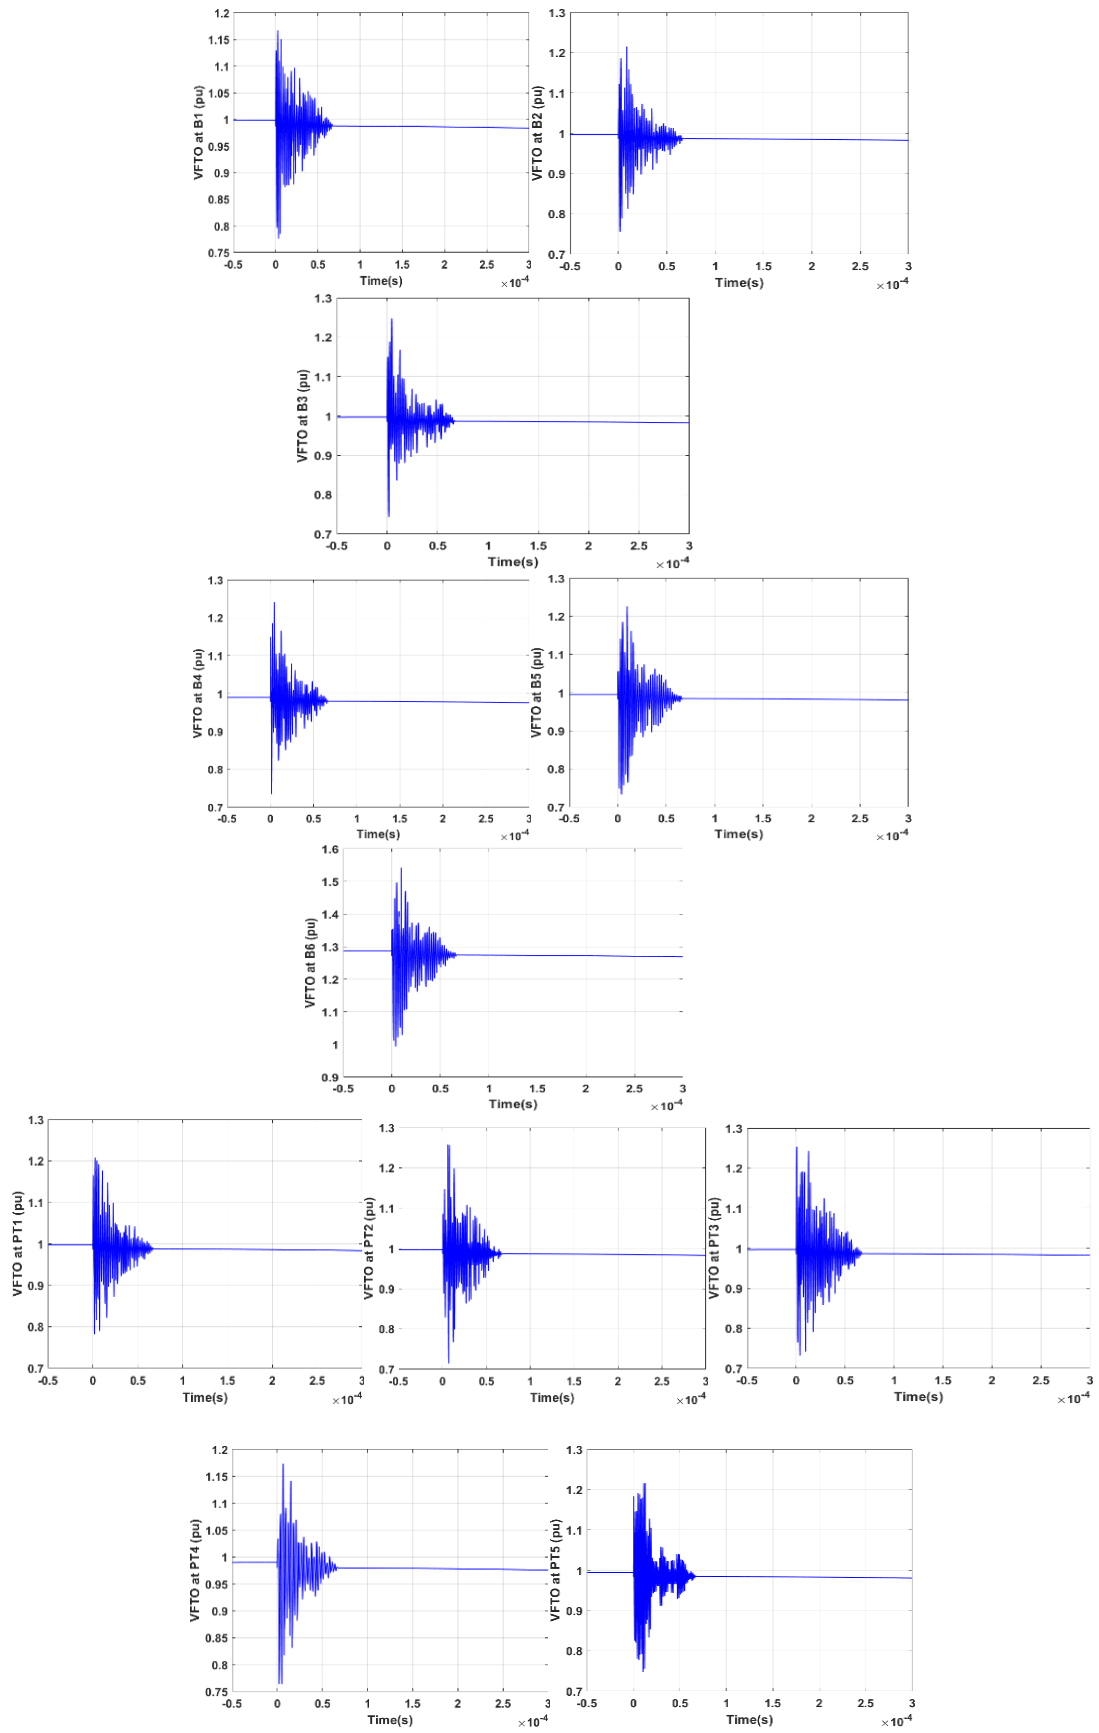 VFTO at B1 (pu)
1.2
1.15
1.1
1.05
1
0.95
0.9
0.85
0.8
0.75
-0.5 0 0.5 1 1.5 2 2.5 3
Time(s)
×10-4
VFTO at B2 (pu)
1.3
1.2
1.1
1
0.9
0.8
0.7
-0.5 0 0.5 1 1.5 2 2.5 3
Time(s)
×10-4
VFTO at B3 (pu)
1.3
1.2
1.1
1
0.9
0.8
0.7
-0.5 0 0.5 1 1.5 2 2.5 3
Time(s)
×10-4
VFTO at B4 (pu)
1.3
1.2
1.1
1
0.9
0.8
0.7
-0.5 0 0.5 1 1.5 2 2.5 3
Time(s)
×10-4
VFTO at B5 (pu)
1.3
1.2
1.1
1
0.9
0.8
0.7
-0.5 0 0.5 1 1.5 2 2.5 3
Time(s)
×10-4
VFTO at B6 (pu)
1.6
1.5
1.4
1.3
1.2
1.1
1
0.9
-0.5 0 0.5 1 1.5 2 2.5 3
Time(s)
×10-4
VFTO at PT1 (pu)
1.3
1.2
1.1
1
0.9
0.8
0.7
-0.5 0 0.5 1 1.5 2 2.5 3
Time(s)
×10-4
VFTO at PT2 (pu)
1.3
1.2
1.1
1
0.9
0.8
0.7
-0.5 0 0.5 1 1.5 2 2.5 3
Time(s)
×10-4
VFTO at PT3 (pu)
1.3
1.2
1.1
1
0.9
0.8
0.7
-0.5 0 0.5 1 1.5 2 2.5 3
Time(s)
×10-4
VFTO at PT4 (pu)
1.2
1.15
1.1
1.05
1
0.95
0.9
0.85
0.8
0.75
-0.5 0 0.5 1 1.5 2 2.5 3
Time(s)
×10-4
VFTO at PT5 (pu)
1.3
1.2
1.1
1
0.9
0.8
0.7
-0.5 0 0.5 1 1.5 2 2.5 3
Time(s)
×10-4